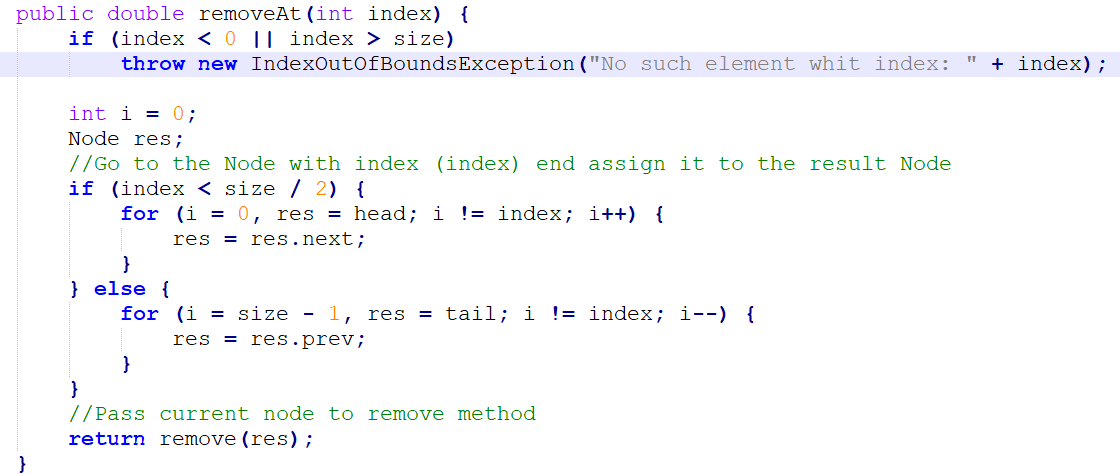 public double removeAt(int index) {
    if (index < 0 || index > size)
        throw new IndexOutOfBoundsException("No such element whit index: " + index);

    int i = 0;
    Node res;
    //Go to the Node with index (index) end assign it to the result Node
    if (index < size / 2) {
        for (i = 0, res = head; i != index; i++) {
            res = res.next;
        }
    } else {
        for (i = size - 1, res = tail; i != index; i--) {
            res = res.prev;
        }
    }
    //Pass current node to remove method
    return remove(res);
}